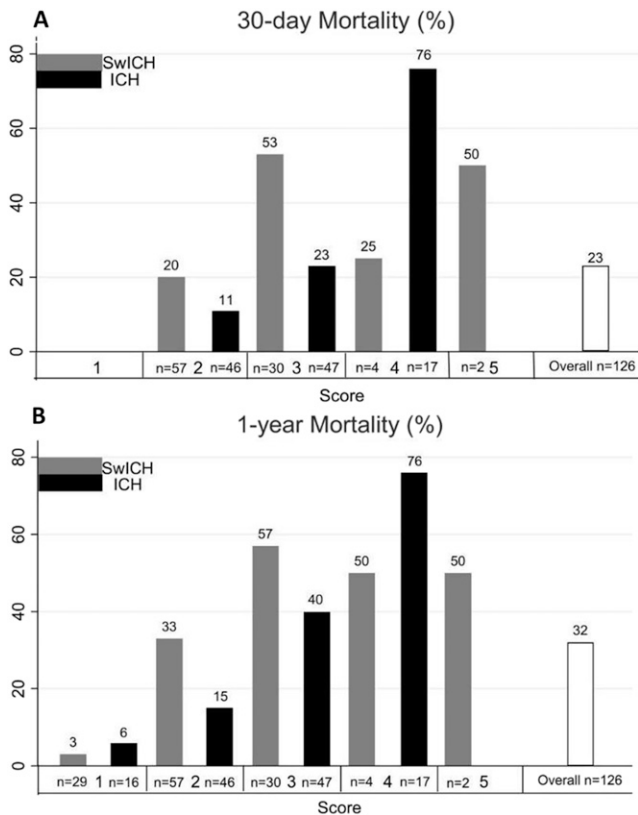 A
30-day Mortality (%)
80
60
40
20
0
SwICH
ICH
20
11
53
23
25
76
50
23
1
n=57 2 n=46
n=30 3 n=47
n=4 4 n=17
n=2 5
Overall n=126
Score
B
1-year Mortality (%)
80
60
40
20
0
SwICH
ICH
3
6
33
15
57
40
50
76
50
32
n=29 1 n=16
n=57 2 n=46
n=30 3 n=47
n=4 4 n=17
n=2 5
Overall n=126
Score